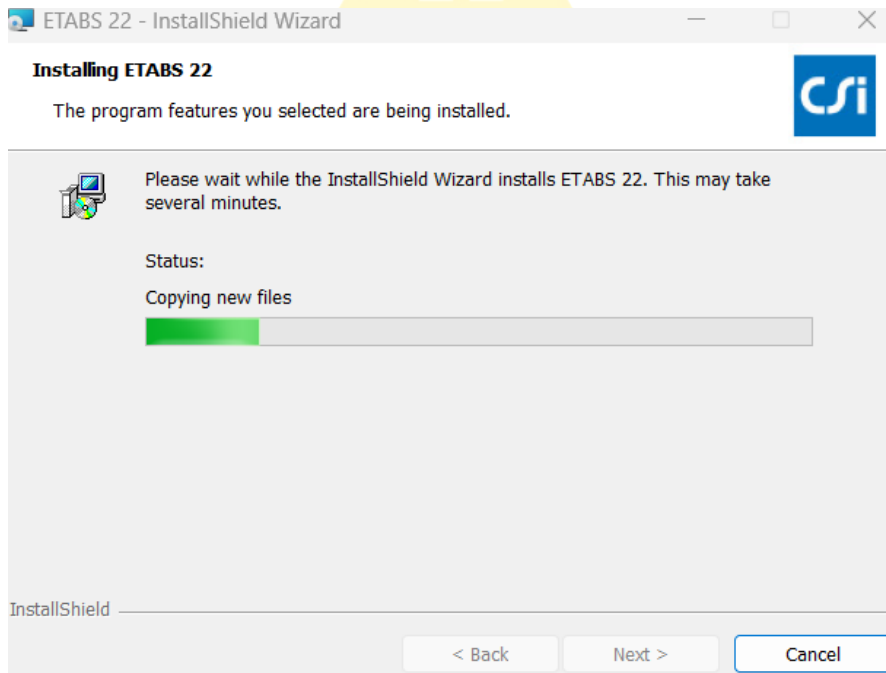 ETABS 22 - InstallShield Wizard
Installing ETABS 22
The program features you selected are being installed.
CSi
Please wait while the InstallShield Wizard installs ETABS 22. This may take
several minutes.
Status:
Copying new files
InstallShield
< Back
Next >
Cancel